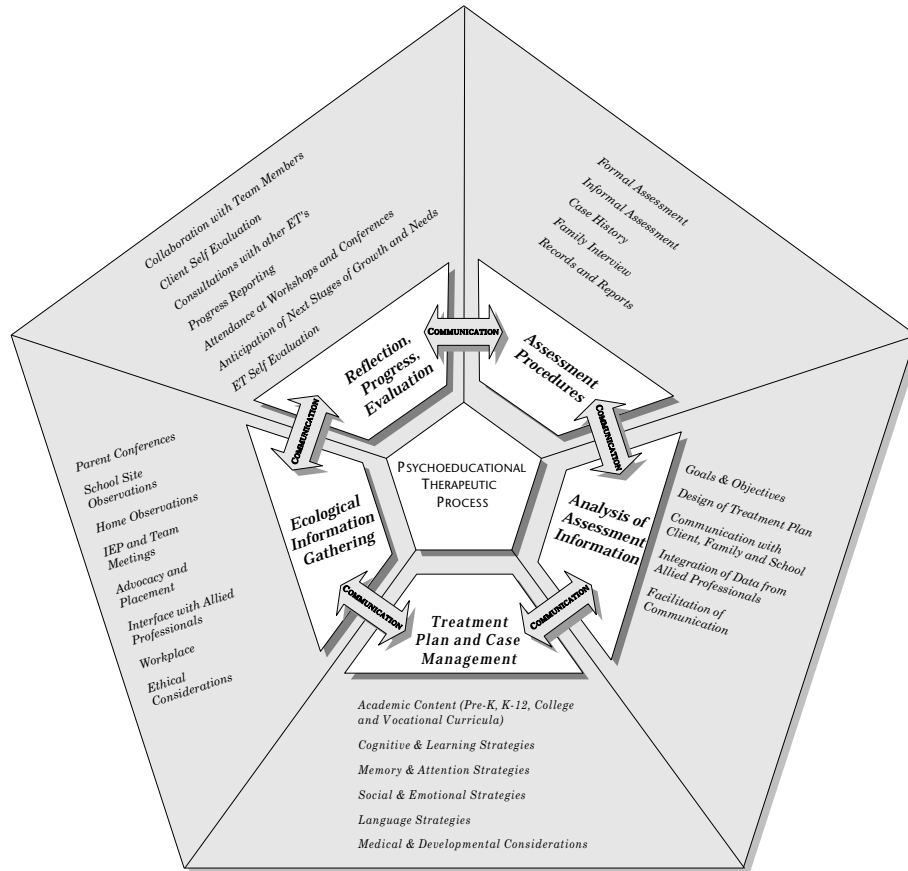 Collaboration with Team Members
Client Self Evaluation
Consultations with other ET's
Progress Reporting
Attendance at Workshops and Conferences
Anticipation of Next Stages of Growth and Needs
ET Self Evaluation
Formal Assessment
Informal Assessment
Case History
Family Interview
Records and Reports
Reflection,
Progress,
Evaluation
COMMUNICATION
Assessment
Procedures
COMMUNICATION
COMMUNICATION
PSYCHOEDUCATIONAL
THERAPEUTIC
PROCESS
Parent Conferences
School Site
Observations
Home Observations
IEP and Team
Meetings
Advocacy and
Placement
Interface with Allied
Professionals
Workplace
Ethical
Considerations
Ecological
Information
Gathering
Analysis of
Assessment
Information
Goals & Objectives
Design of Treatment Plan
Communication with
Client, Family and School
Integration of Data from
Allied Professionals
Facilitation of
Communication
COMMUNICATION
COMMUNICATION
Treatment
Plan and Case
Management
Academic Content (Pre-K, K-12, College
and Vocational Curricula)
Cognitive & Learning Strategies
Memory & Attention Strategies
Social & Emotional Strategies
Language Strategies
Medical & Developmental Considerations